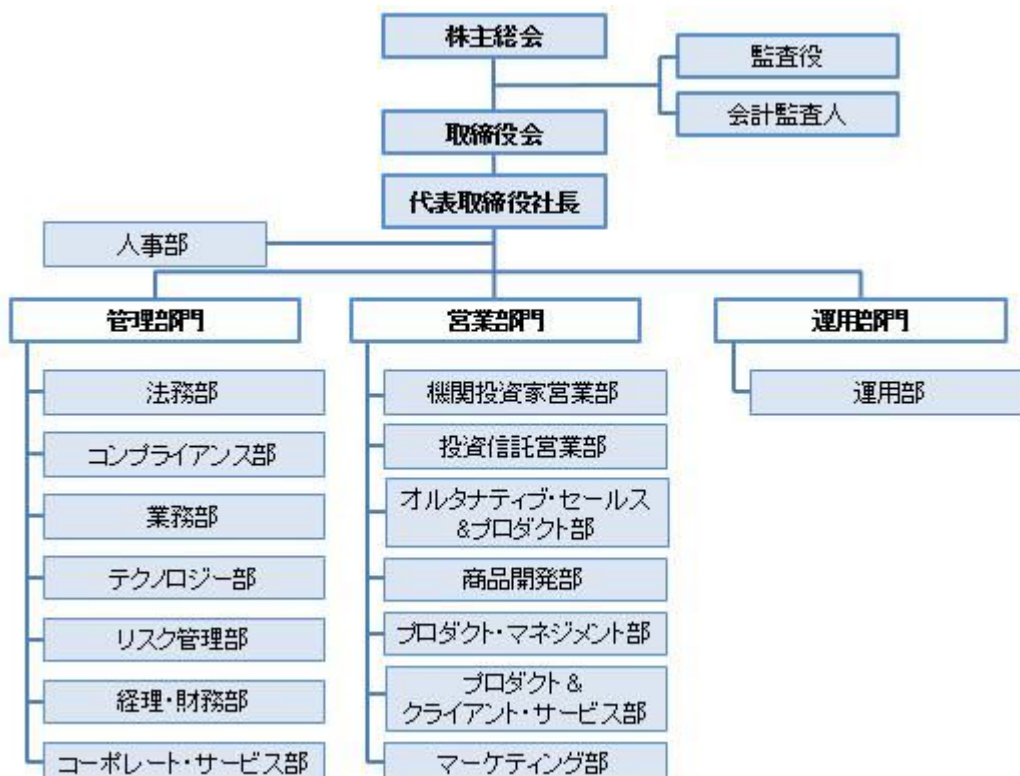 株主総会
監査役
会計監査人
取締役会
代表取締役社長
人事部
管理部門
営業部門
運用部門
法務部
コンプライアンス部
業務部
テクノロジー部
リスク管理部
経理・財務部
コーポレート・サービス部
機関投資家営業部
投資信託営業部
オルタナティブ・セールス
&プロダクト部
商品開発部
プロダクト・マネジメント部
プロダクト &
クライアント・サービス部
マーケティング部
運用部